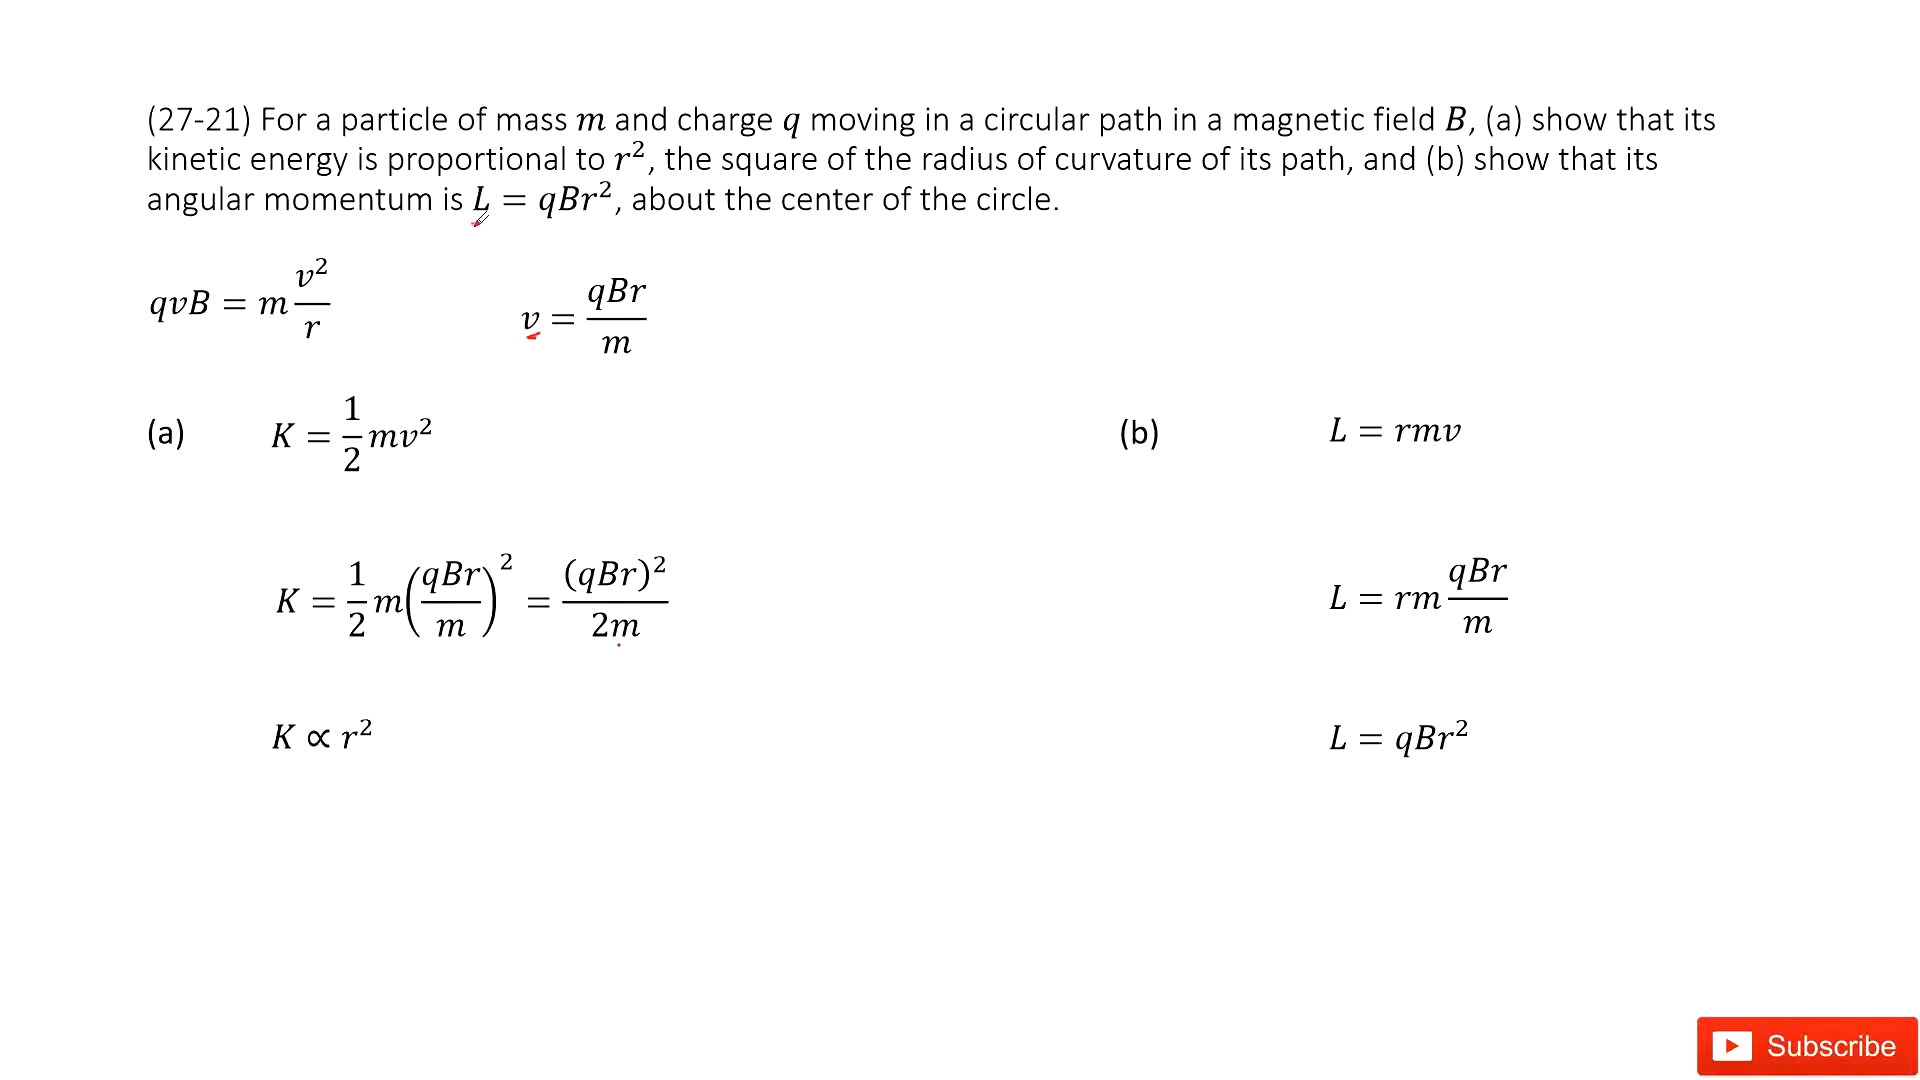 (27-21) For a particle of mass m and charge q moving in a circular path in a magnetic field B, (a) show that its
kinetic energy is proportional to r², the square of the radius of curvature of its path, and (b) show that its
angular momentum is L = qBr², about the center of the circle.
qvB = m v²/r
v = qBr/m
(a) K = 1/2 mv²
(b) L = rmv
K = 1/2 m(qBr/m)² = (qBr)²/2m
L = rm qBr/m
K ∝ r²
L = qBr²
Subscribe